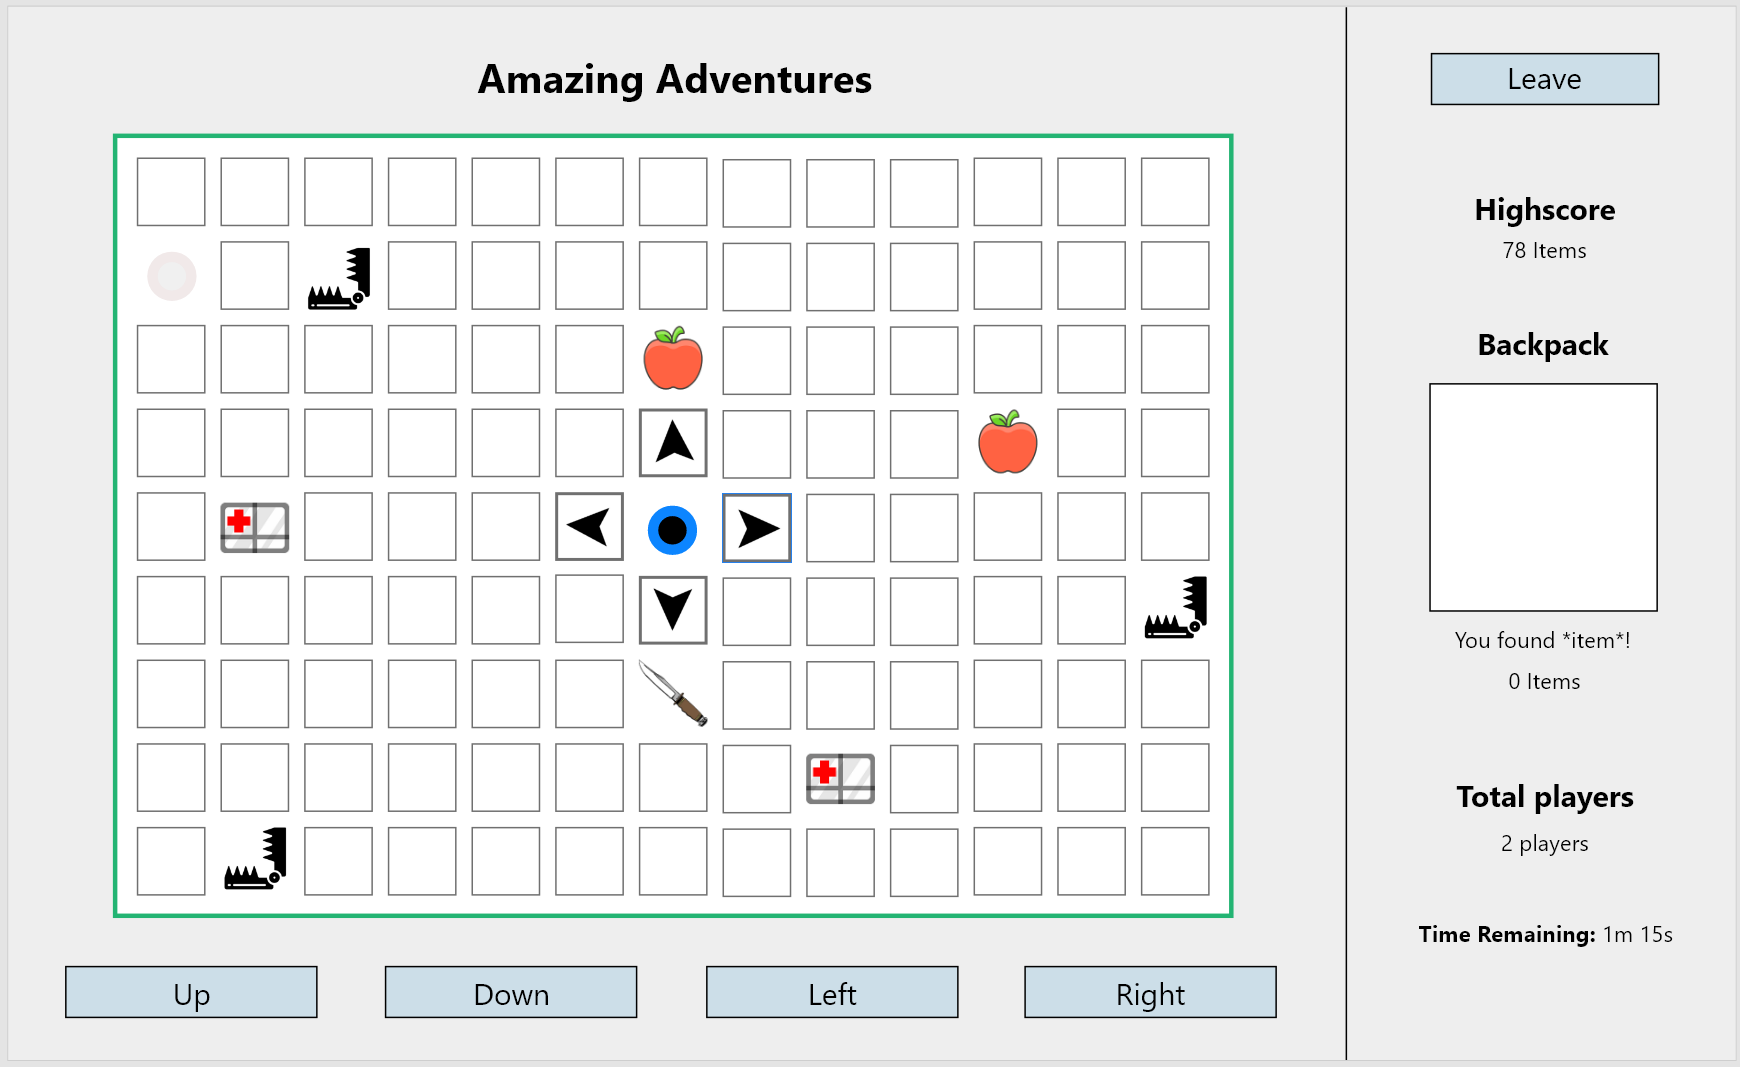 Amazing Adventures
Up
Down
Left
Right
Leave
Highscore
78 Items
Backpack
You found *item*!
0 Items
Total players
2 players
Time Remaining: 1m 15s